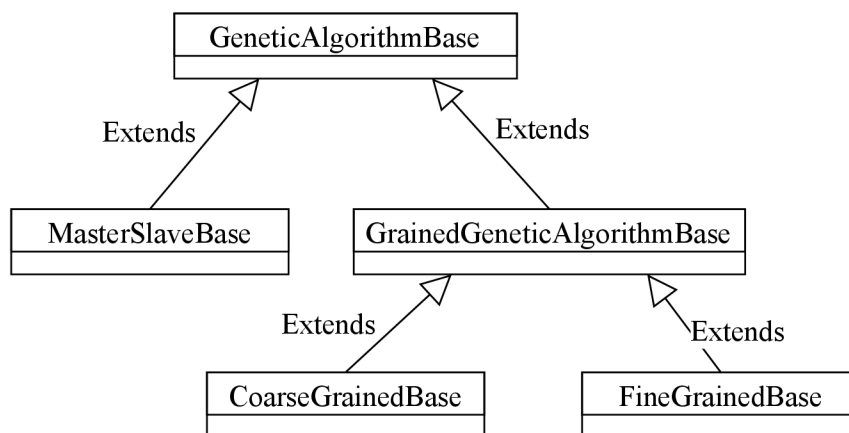 GeneticAlgorithmBase
Extends
Extends
MasterSlaveBase
GrainedGeneticAlgorithmBase
Extends
Extends
CoarseGrainedBase
FineGrainedBase